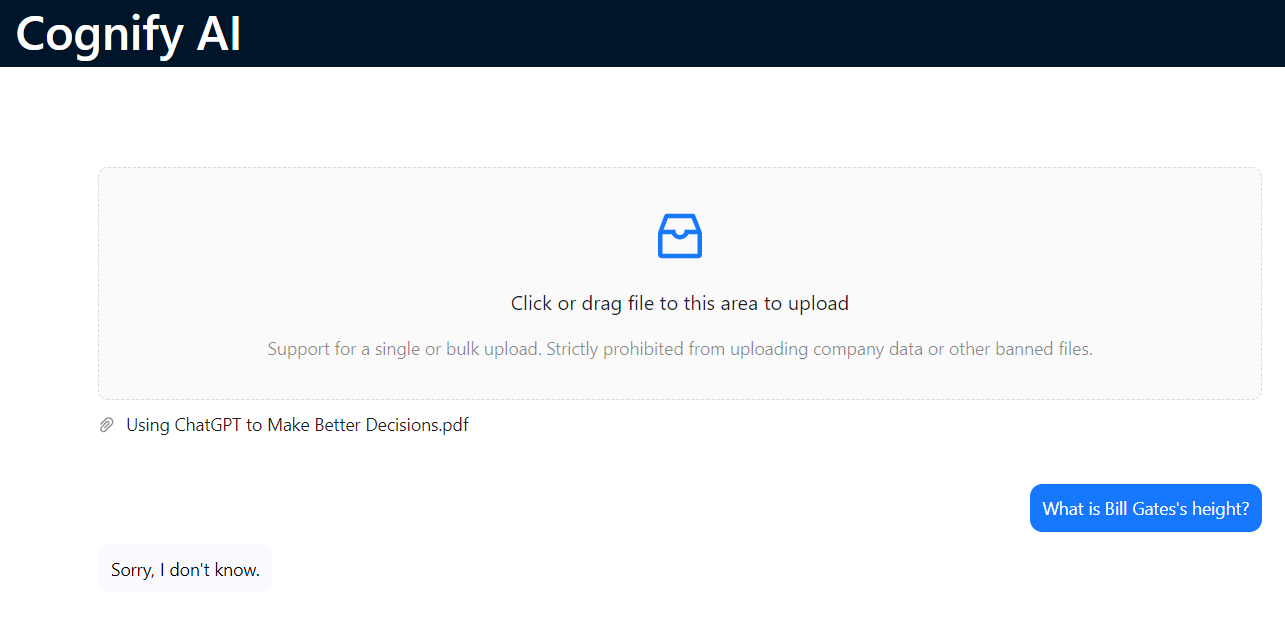 Cognify AI
Click or drag file to this area to upload
Support for a single or bulk upload. Strictly prohibited from uploading company data or other banned files.
Using ChatGPT to Make Better Decisions.pdf
What is Bill Gates's height?
Sorry, I don't know.